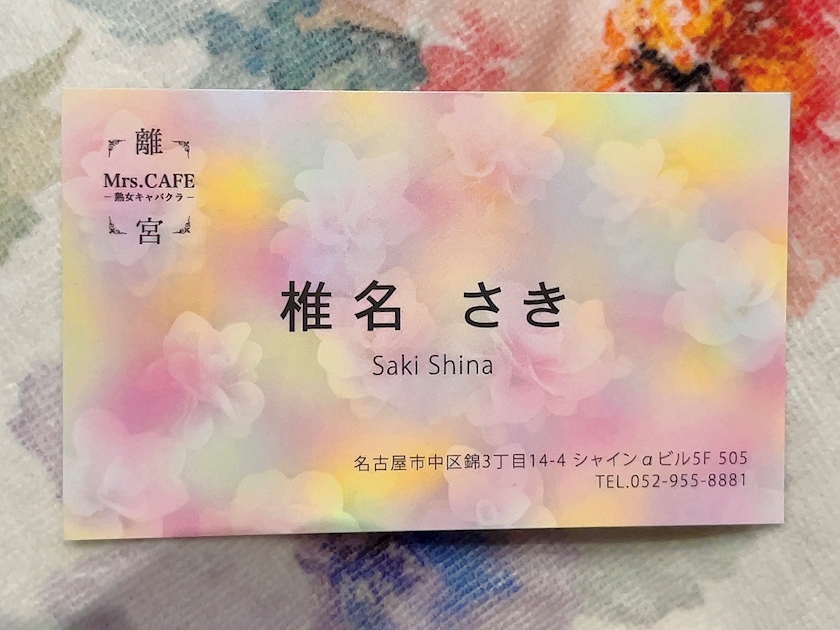 離
Mrs.CAFE
－熟女キャバクラ－
宮
椎名 さき
Saki Shina
名古屋市中区錦3丁目14-4 シャインαビル5F 505
TEL.052-955-8881